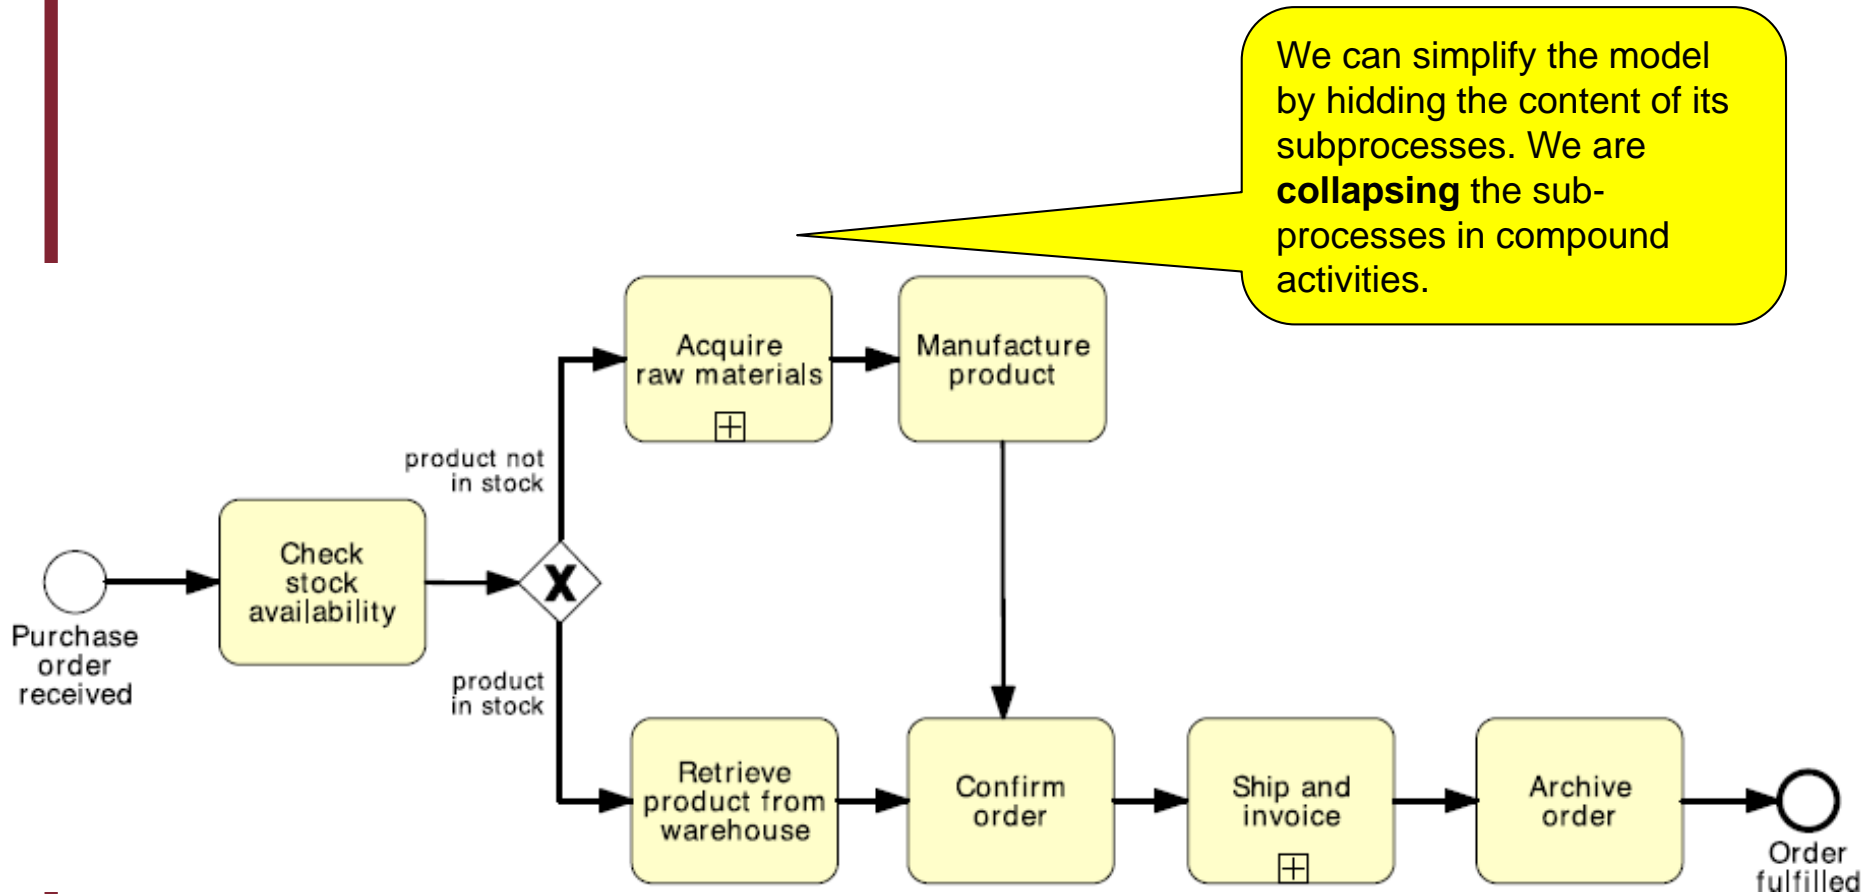 We can simplify the model
by hidding the content of its
subprocesses. We are
collapsing the sub-
processes in compound
activities.
Acquire
raw materials
Manufacture
product
product not
in stock
Check
stock
availability
X
Purchase
order
received
product
in stock
Retrieve
product from
warehouse
Confirm
order
Ship and
invoice
Archive
order
Order
fulfilled